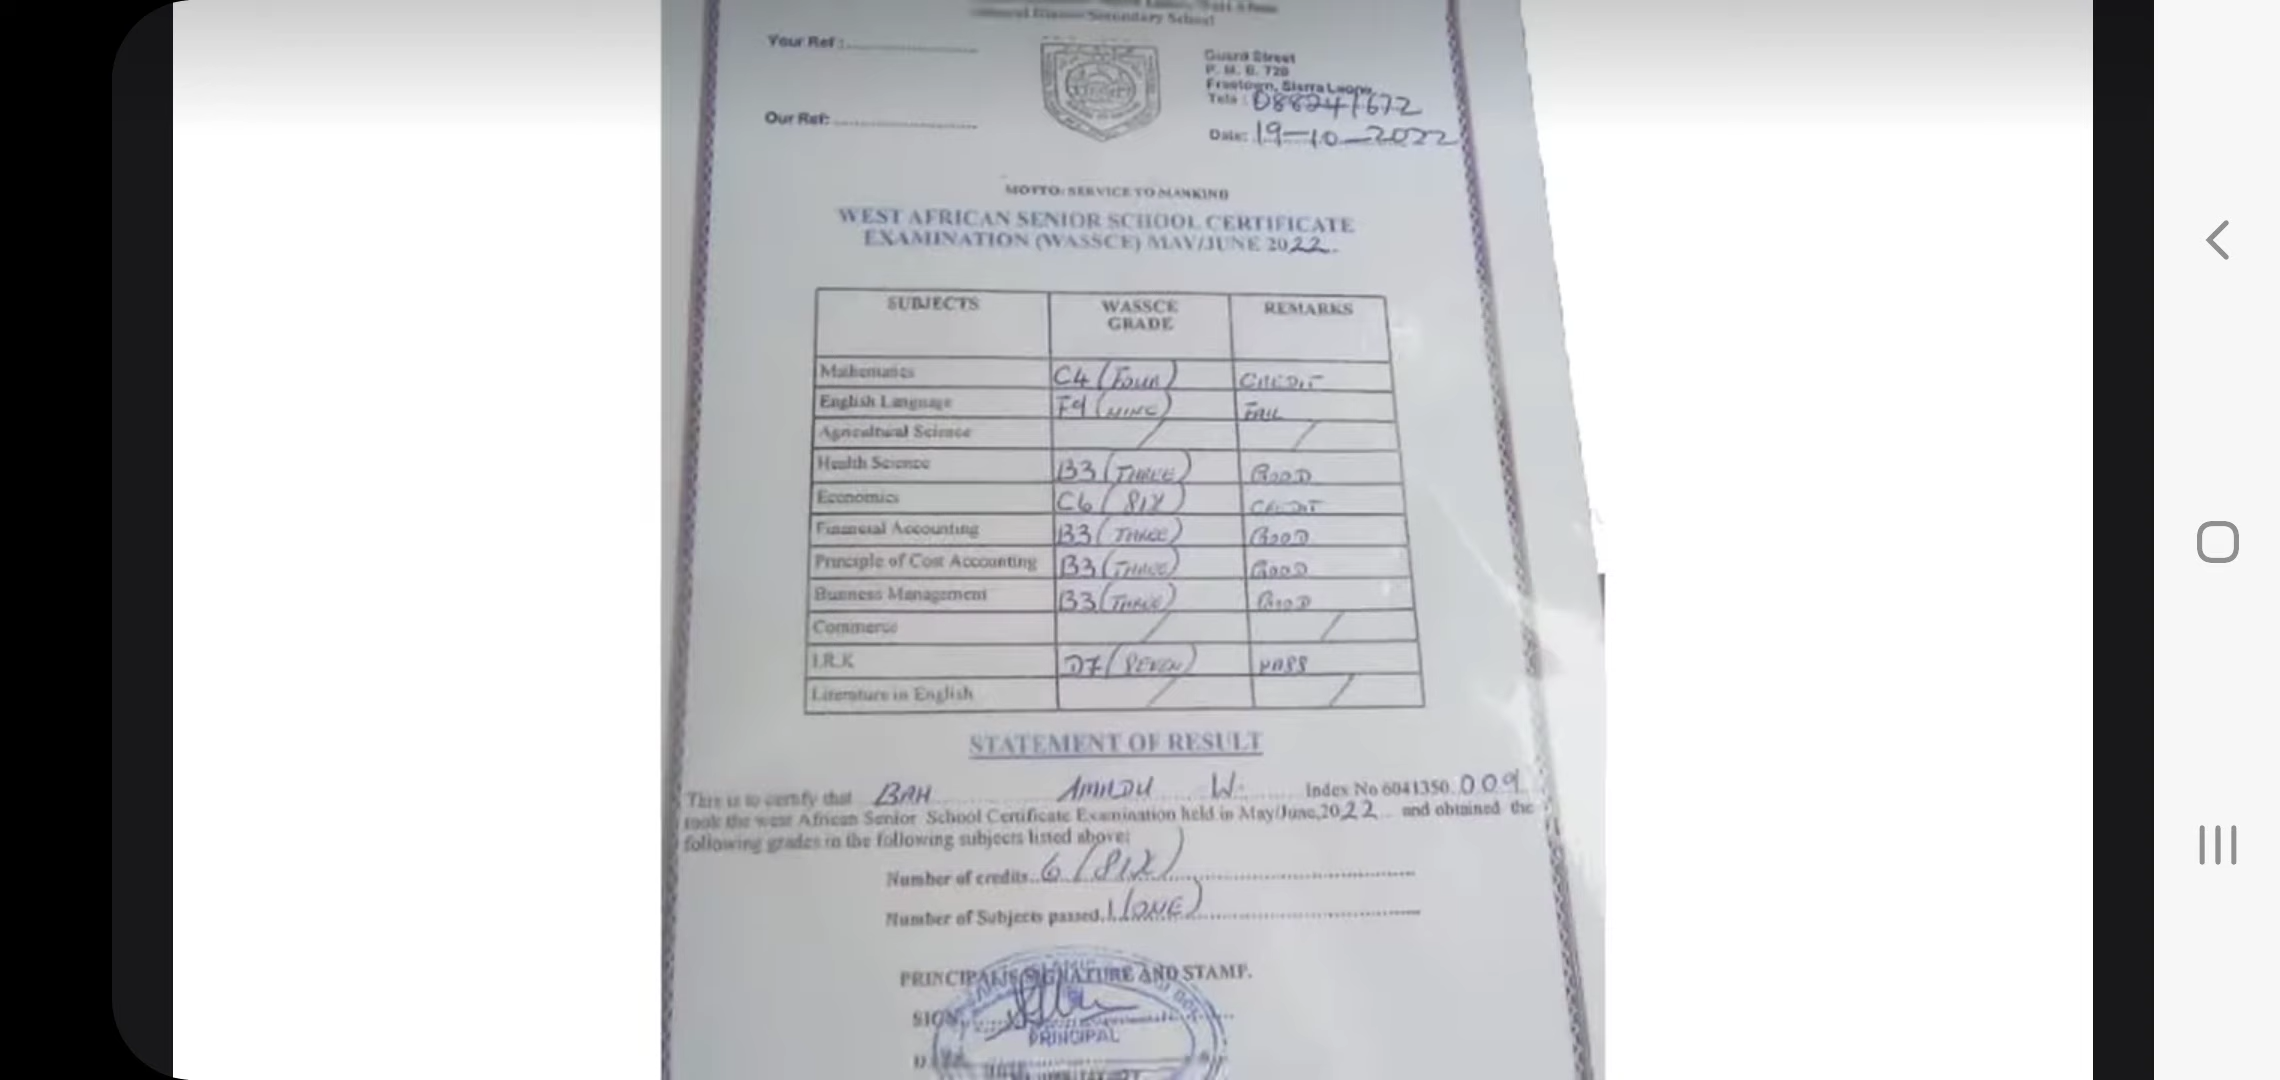 Secondary School
Your Ref :
Guard Street
P. M. B. 720
Freetown, Sierra Leone
Tels : 088241672
Our Ref:
Date: 19-10-2022
MOTTO: SERVICE TO MANKIND
WEST AFRICAN SENIOR SCHOOL CERTIFICATE
EXAMINATION (WASSCE) MAY/JUNE 2022.
SUBJECTS WASSCE GRADE REMARKS
Mathematics C4 (FOUR) CREDIT
English Language F9 (NINE) FAIL
Agricultural Science / /
Health Science B3 (THREE) GOOD
Economics C6 (SIX) CREDIT
Financial Accounting B3 (THREE) GOOD
Principle of Cost Accounting B3 (THREE) GOOD
Business Management B3 (THREE) GOOD
Commerce / /
I.R.K D7 (SEVEN) PASS
Literature in English / /
STATEMENT OF RESULT
This is to certify that BAH AMADU W. Index No 6041350.009
took the west African Senior School Certificate Examination held in May/June,2022 and obtained the
following grades in the following subjects listed above:
Number of credits 6 (SIX)
Number of Subjects passed 1 (ONE)
PRINCIPAL'S SIGNATURE AND STAMP.
SIGN
PRINCIPAL